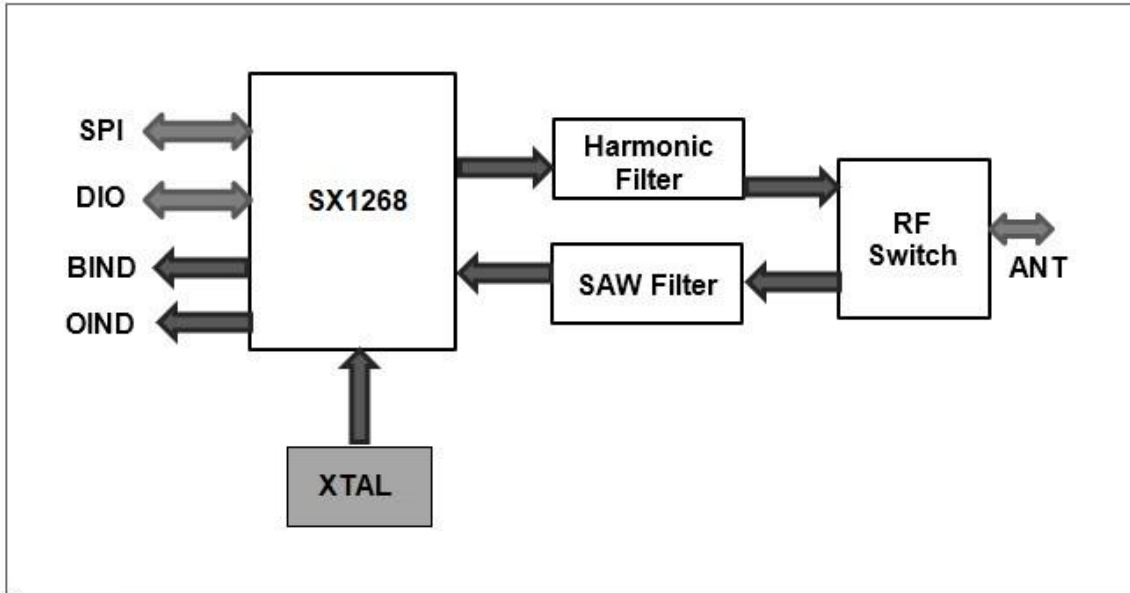 SPI
DIO
BIND
OIND
SX1268
XTAL
Harmonic
Filter
SAW Filter
RF
Switch
ANT